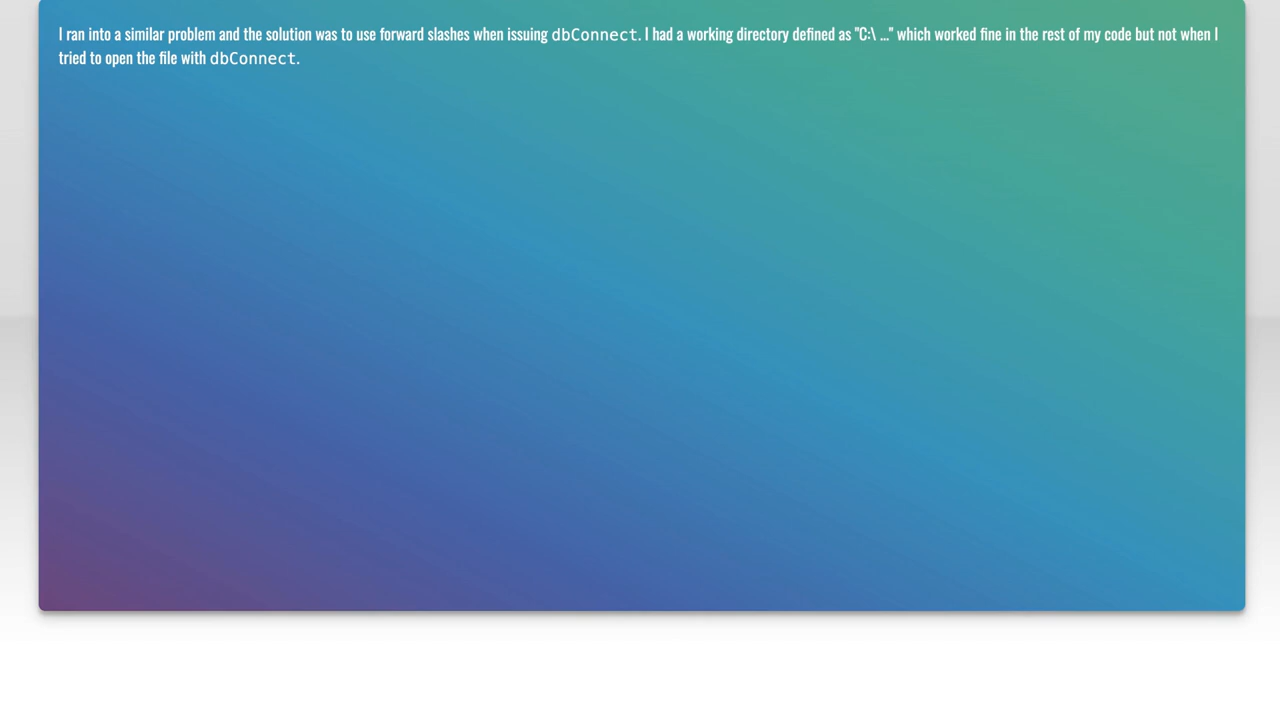 I ran into a similar problem and the solution was to use forward slashes when issuing dbConnect. I had a working directory defined as "C:\ ..." which worked fine in the rest of my code but not when I
tried to open the file with dbConnect.